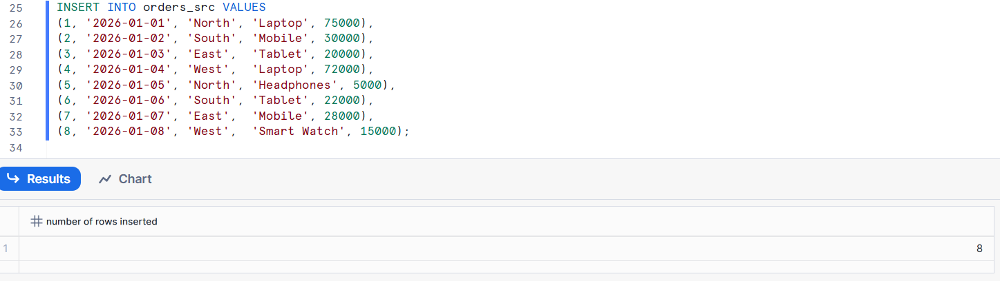 25 INSERT INTO orders_src VALUES
26 (1, '2026-01-01', 'North', 'Laptop', 75000),
27 (2, '2026-01-02', 'South', 'Mobile', 30000),
28 (3, '2026-01-03', 'East',  'Tablet', 20000),
29 (4, '2026-01-04', 'West',  'Laptop', 72000),
30 (5, '2026-01-05', 'North', 'Headphones', 5000),
31 (6, '2026-01-06', 'South', 'Tablet', 22000),
32 (7, '2026-01-07', 'East',  'Mobile', 28000),
33 (8, '2026-01-08', 'West',  'Smart Watch', 15000);
34
Results Chart
# number of rows inserted
1 8